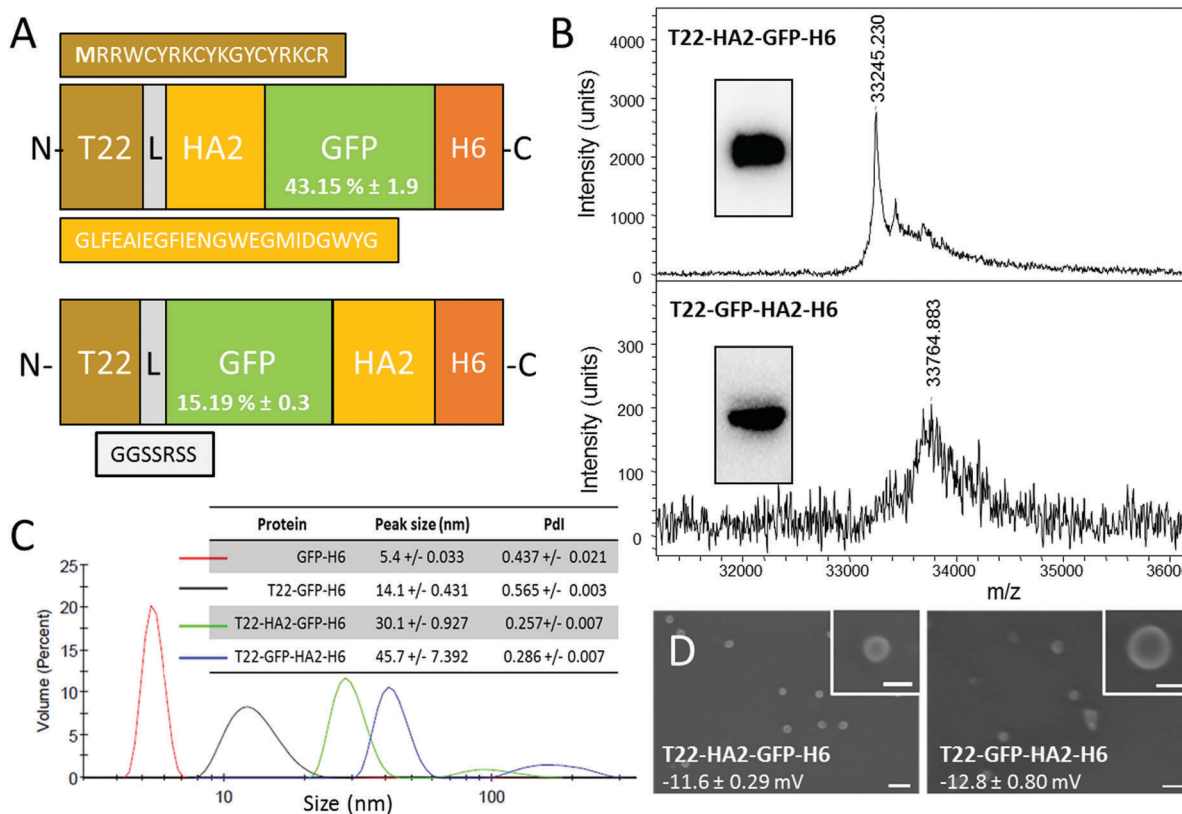 A
MRRWCYRKCYKGYCYRKCR
N- T22 L HA2 GFP H6 -C
43.15 % ± 1.9
GLFEAIEGFIENGWEGMIDGWYG
N- T22 L GFP HA2 H6 -C
15.19 % ± 0.3
GGSSRSS
B
T22-HA2-GFP-H6
33245.230
Intensity (units)
4000
3000
2000
1000
0
T22-GFP-HA2-H6
33764.883
Intensity (units)
300
200
100
0
32000 33000 34000 35000 3600
m/z
C
Protein Peak size (nm) PdI
GFP-H6 5.4 +/- 0.033 0.437 +/- 0.021
T22-GFP-H6 14.1 +/- 0.431 0.565 +/- 0.003
T22-HA2-GFP-H6 30.1 +/- 0.927 0.257+/- 0.007
T22-GFP-HA2-H6 45.7 +/- 7.392 0.286 +/- 0.007
Volume (Percent)
25
20
15
10
5
0
10 100
Size (nm)
D
T22-HA2-GFP-H6
-11.6 ± 0.29 mV
T22-GFP-HA2-H6
-12.8 ± 0.80 mV